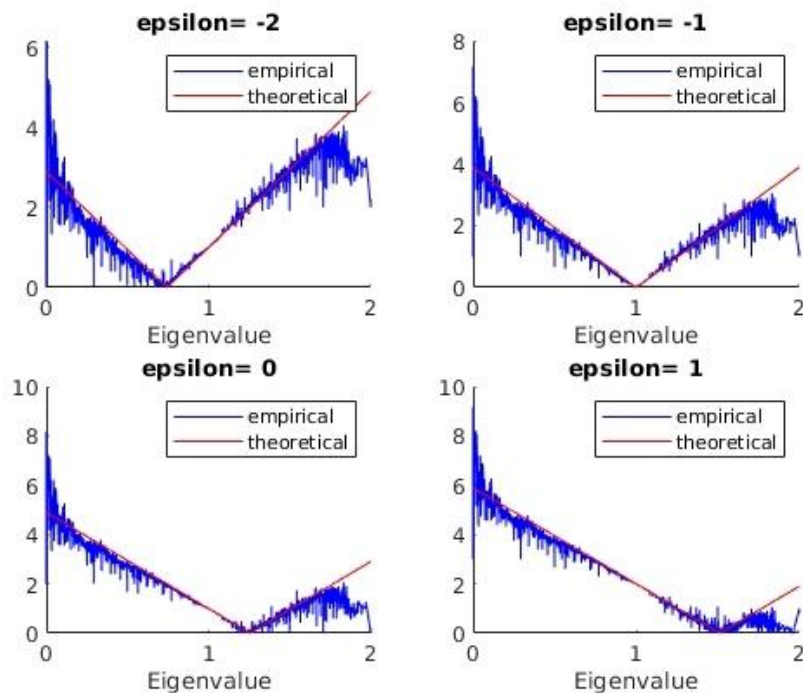 epsilon= -2
6
4
2
0
empirical
theoretical
0 1 2
Eigenvalue
epsilon= -1
8
6
4
2
0
empirical
theoretical
0 1 2
Eigenvalue
epsilon= 0
10
8
6
4
2
0
empirical
theoretical
0 1 2
Eigenvalue
epsilon= 1
10
8
6
4
2
0
empirical
theoretical
0 1 2
Eigenvalue